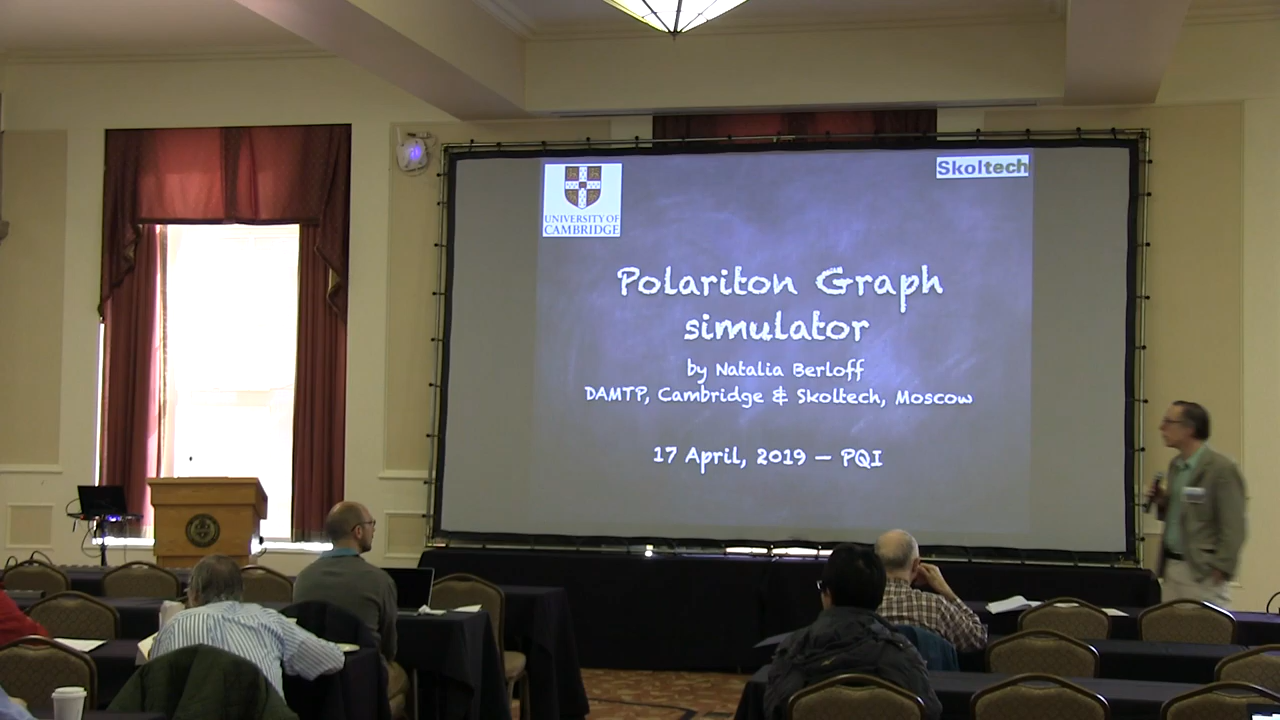 UNIVERSITY OF
CAMBRIDGE
Skoltech
Polariton Graph
simulator
by Natalia Berloff
DAMTP, Cambridge & Skoltech, Moscow
17 April, 2019 – PQI